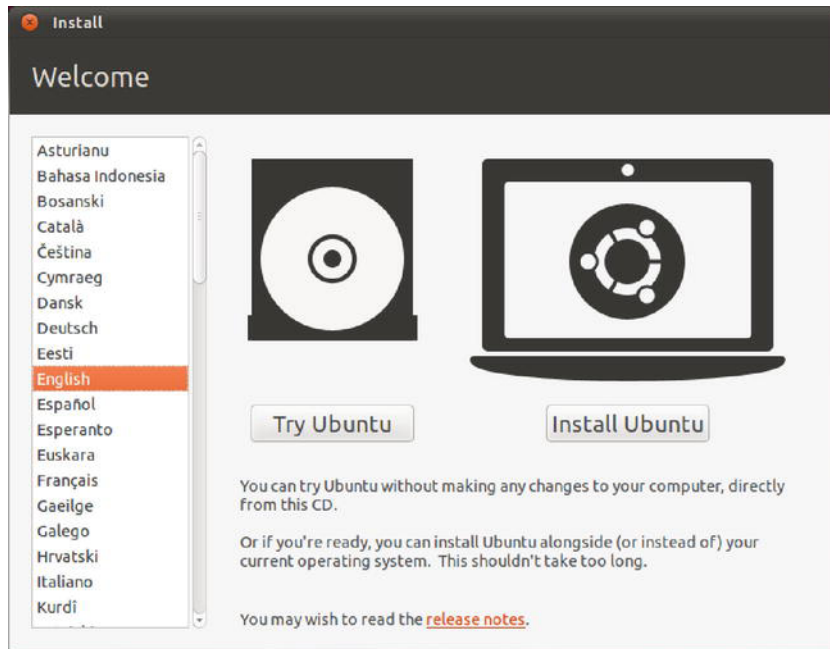 Install
Welcome
Asturianu
Bahasa Indonesia
Bosanski
Català
Čeština
Cymraeg
Dansk
Deutsch
Eesti
English
Español
Esperanto
Euskara
Français
Gaeilge
Galego
Hrvatski
Italiano
Kurdî
Try Ubuntu
Install Ubuntu
You can try Ubuntu without making any changes to your computer, directly
from this CD.
Or if you're ready, you can install Ubuntu alongside (or instead of) your
current operating system. This shouldn't take too long.
You may wish to read the release notes.